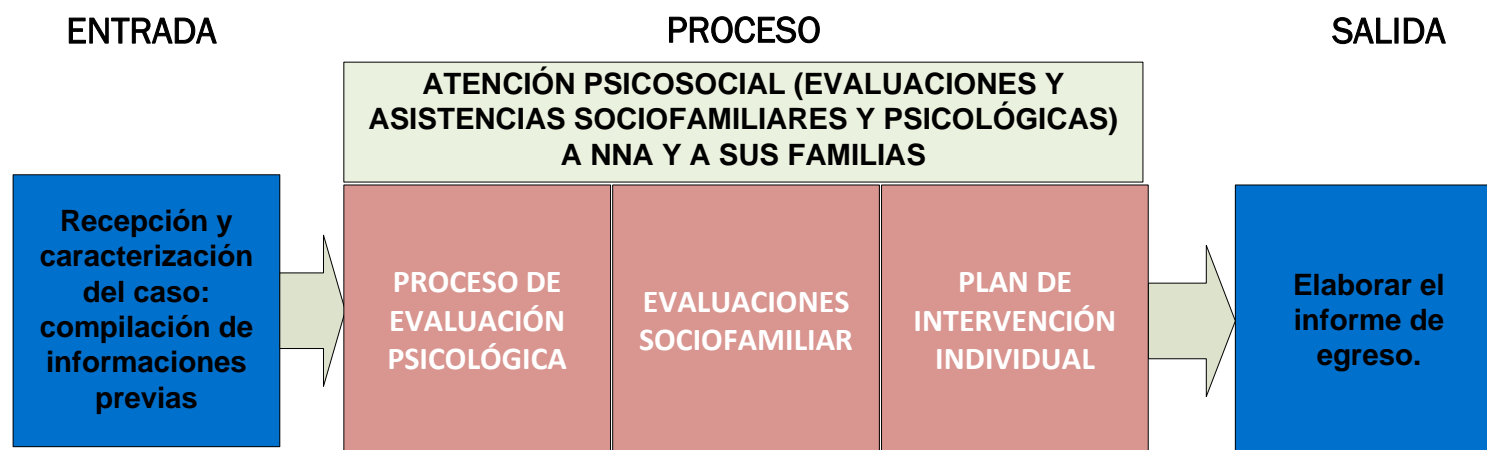 ENTRADA
PROCESO
SALIDA
ATENCIÓN PSICOSOCIAL (EVALUACIONES Y
ASISTENCIAS SOCIOFAMILIARES Y PSICOLÓGICAS)
A NNA Y A SUS FAMILIAS
Recepción y
caracterización
del caso:
compilación de
informaciones
previas
PROCESO DE
EVALUACIÓN
PSICOLÓGICA
EVALUACIONES
SOCIOFAMILIAR
PLAN DE
INTERVENCIÓN
INDIVIDUAL
Elaborar el
informe de
egreso.